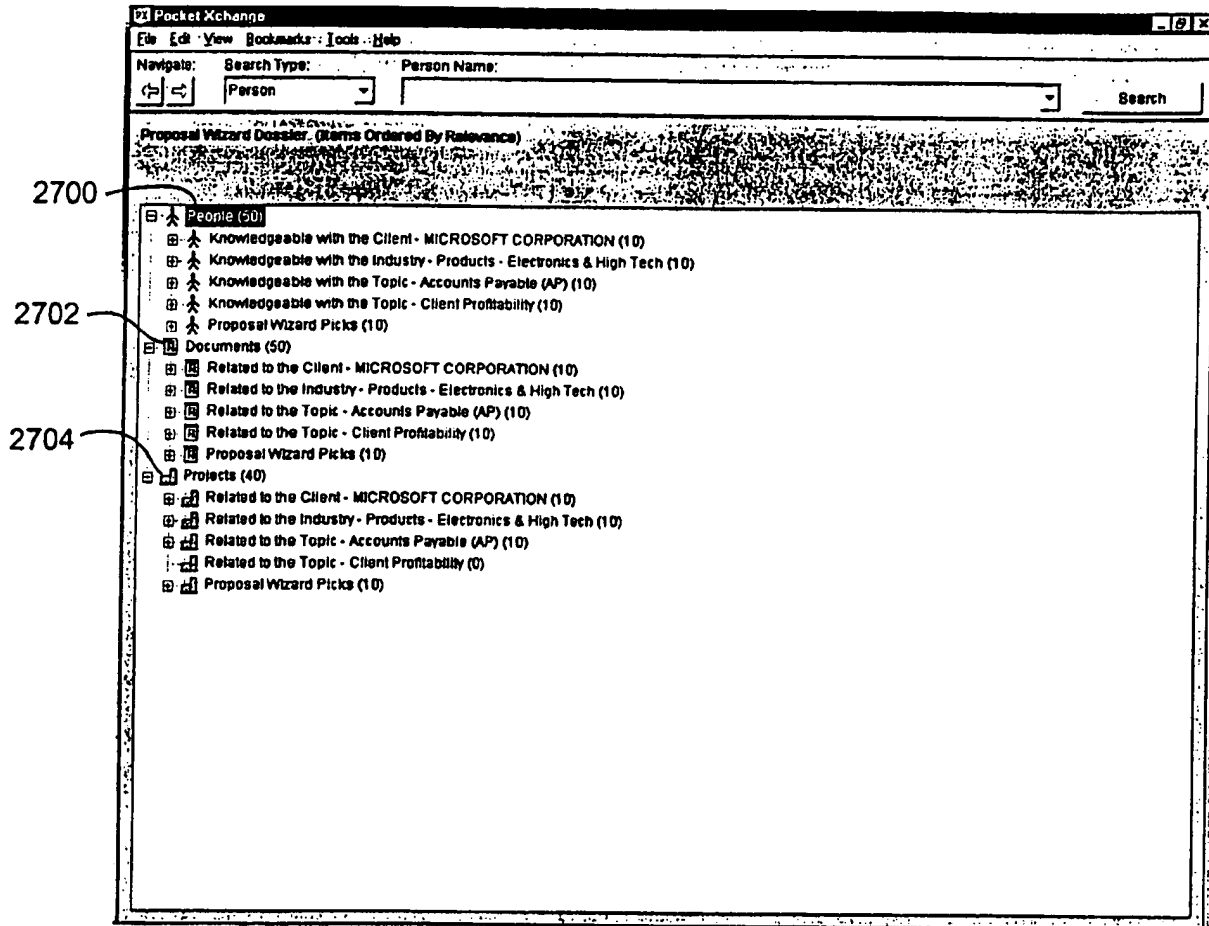 Pocket Xchange
File Edit View Bookmarks Tools Help
Navigate: Search Type: Person Name:
Person Search
Proposal Wizard Dossier. (Items Ordered By Relevance)
2700
People (50)
Knowledgeable with the Client - MICROSOFT CORPORATION (10)
Knowledgeable with the Industry - Products - Electronics & High Tech (10)
Knowledgeable with the Topic - Accounts Payable (AP) (10)
Knowledgeable with the Topic - Client Profitability (10)
Proposal Wizard Picks (10)
2702
Documents (50)
Related to the Client - MICROSOFT CORPORATION (10)
Related to the Industry - Products - Electronics & High Tech (10)
Related to the Topic - Accounts Payable (AP) (10)
Related to the Topic - Client Profitability (10)
Proposal Wizard Picks (10)
2704
Projects (40)
Related to the Client - MICROSOFT CORPORATION (10)
Related to the Industry - Products - Electronics & High Tech (10)
Related to the Topic - Accounts Payable (AP) (10)
Related to the Topic - Client Profitability (0)
Proposal Wizard Picks (10)